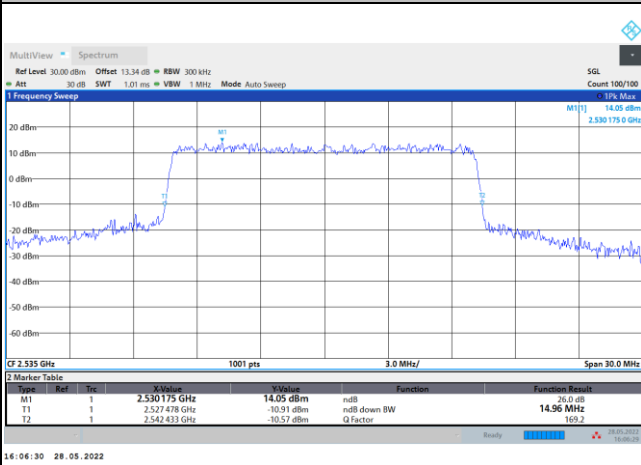 MultiView Spectrum
Ref Level 30.00 dBm Offset 13.34 dB RBW 300 kHz SGL
Att 30 dB SWT 1.01 ms VBW 1 MHz Mode Auto Sweep Count 100/100
1 Frequency Sweep 1Pk Max
M1[1] 14.05 dBm
2.530 175 0 GHz
M1
20 dBm
10 dBm
0 dBm
T1 T2
-10 dBm
-20 dBm
-30 dBm
-40 dBm
-50 dBm
-60 dBm
CF 2.535 GHz 1001 pts 3.0 MHz/ Span 30.0 MHz
2 Marker Table
Type Ref Trc X-Value Y-Value Function Function Result
M1 1 2.530 175 GHz 14.05 dBm ndB 26.0 dB
T1 1 2.527 478 GHz -10.91 dBm ndB down BW 14.96 MHz
T2 1 2.542 433 GHz -10.57 dBm Q Factor 169.2
Ready 28.05.2022
16:06:29
16:06:30 28.05.2022